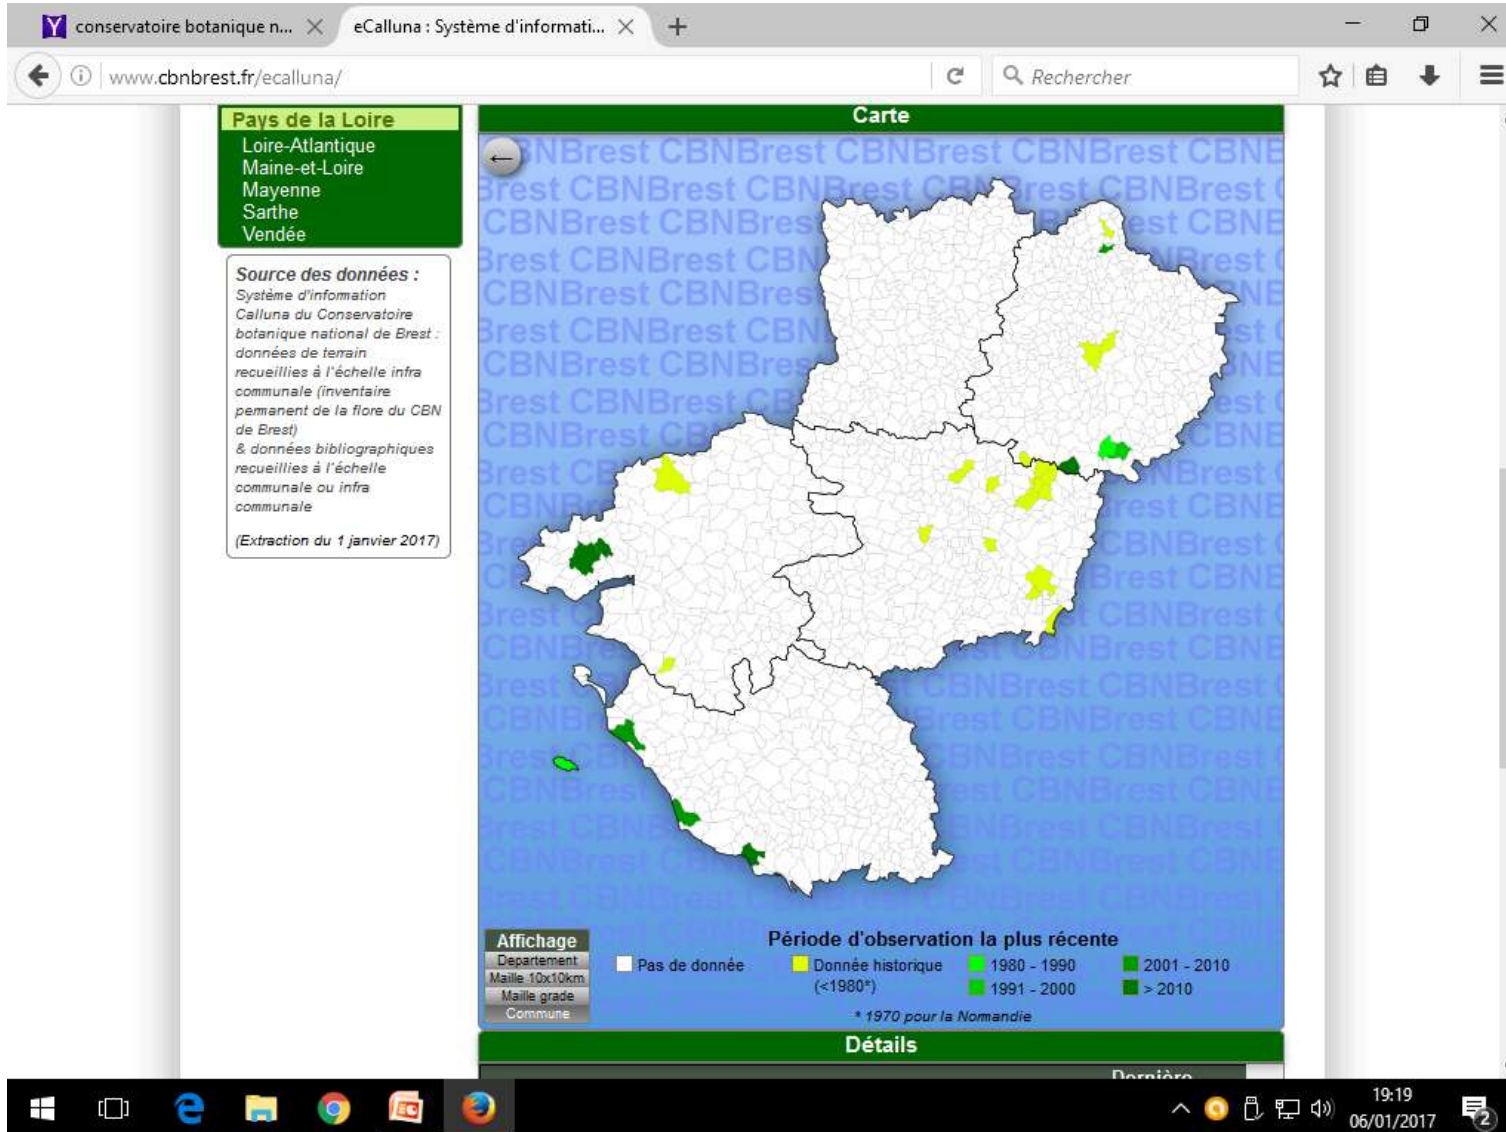 conservatoire botanique n...
eCalluna : Système d'informati...
www.cbnbrest.fr/ecalluna/
Rechercher
Pays de la Loire
Loire-Atlantique
Maine-et-Loire
Mayenne
Sarthe
Vendée
Source des données :
Système d'information
Calluna du Conservatoire
botanique national de Brest :
données de terrain
recueillies à l'échelle infra
communale (inventaire
permanent de la flore du CBN
de Brest)
& données bibliographiques
recueillies à l'échelle
communale ou infra
communale
(Extraction du 1 janvier 2017)
Carte
CBNBrest CBNBrest CBNBrest
Affichage
Departement
Maille 10x10km
Maille grade
Commune
Période d'observation la plus récente
Pas de donnée
Donnée historique
(<1980*)
1980 - 1990
1991 - 2000
2001 - 2010
> 2010
* 1970 pour la Nomandie
Détails
Dernière
19:19
06/01/2017
2